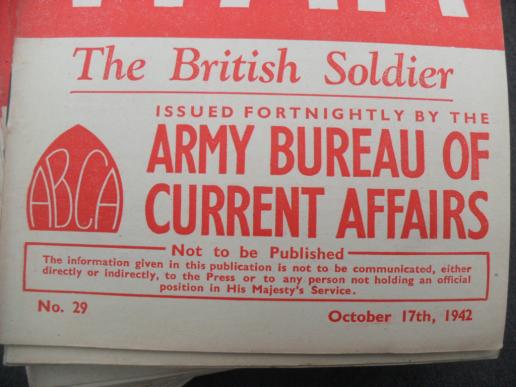 WAR
The British Soldier
ISSUED FORTNIGHTLY BY THE
ARMY BUREAU OF
CURRENT AFFAIRS
ABCA
Not to be Published
The information given in this publication is not to be communicated, either
directly or indirectly, to the Press or to any person not holding an official
position in His Majesty's Service.
No. 29
October 17th, 1942